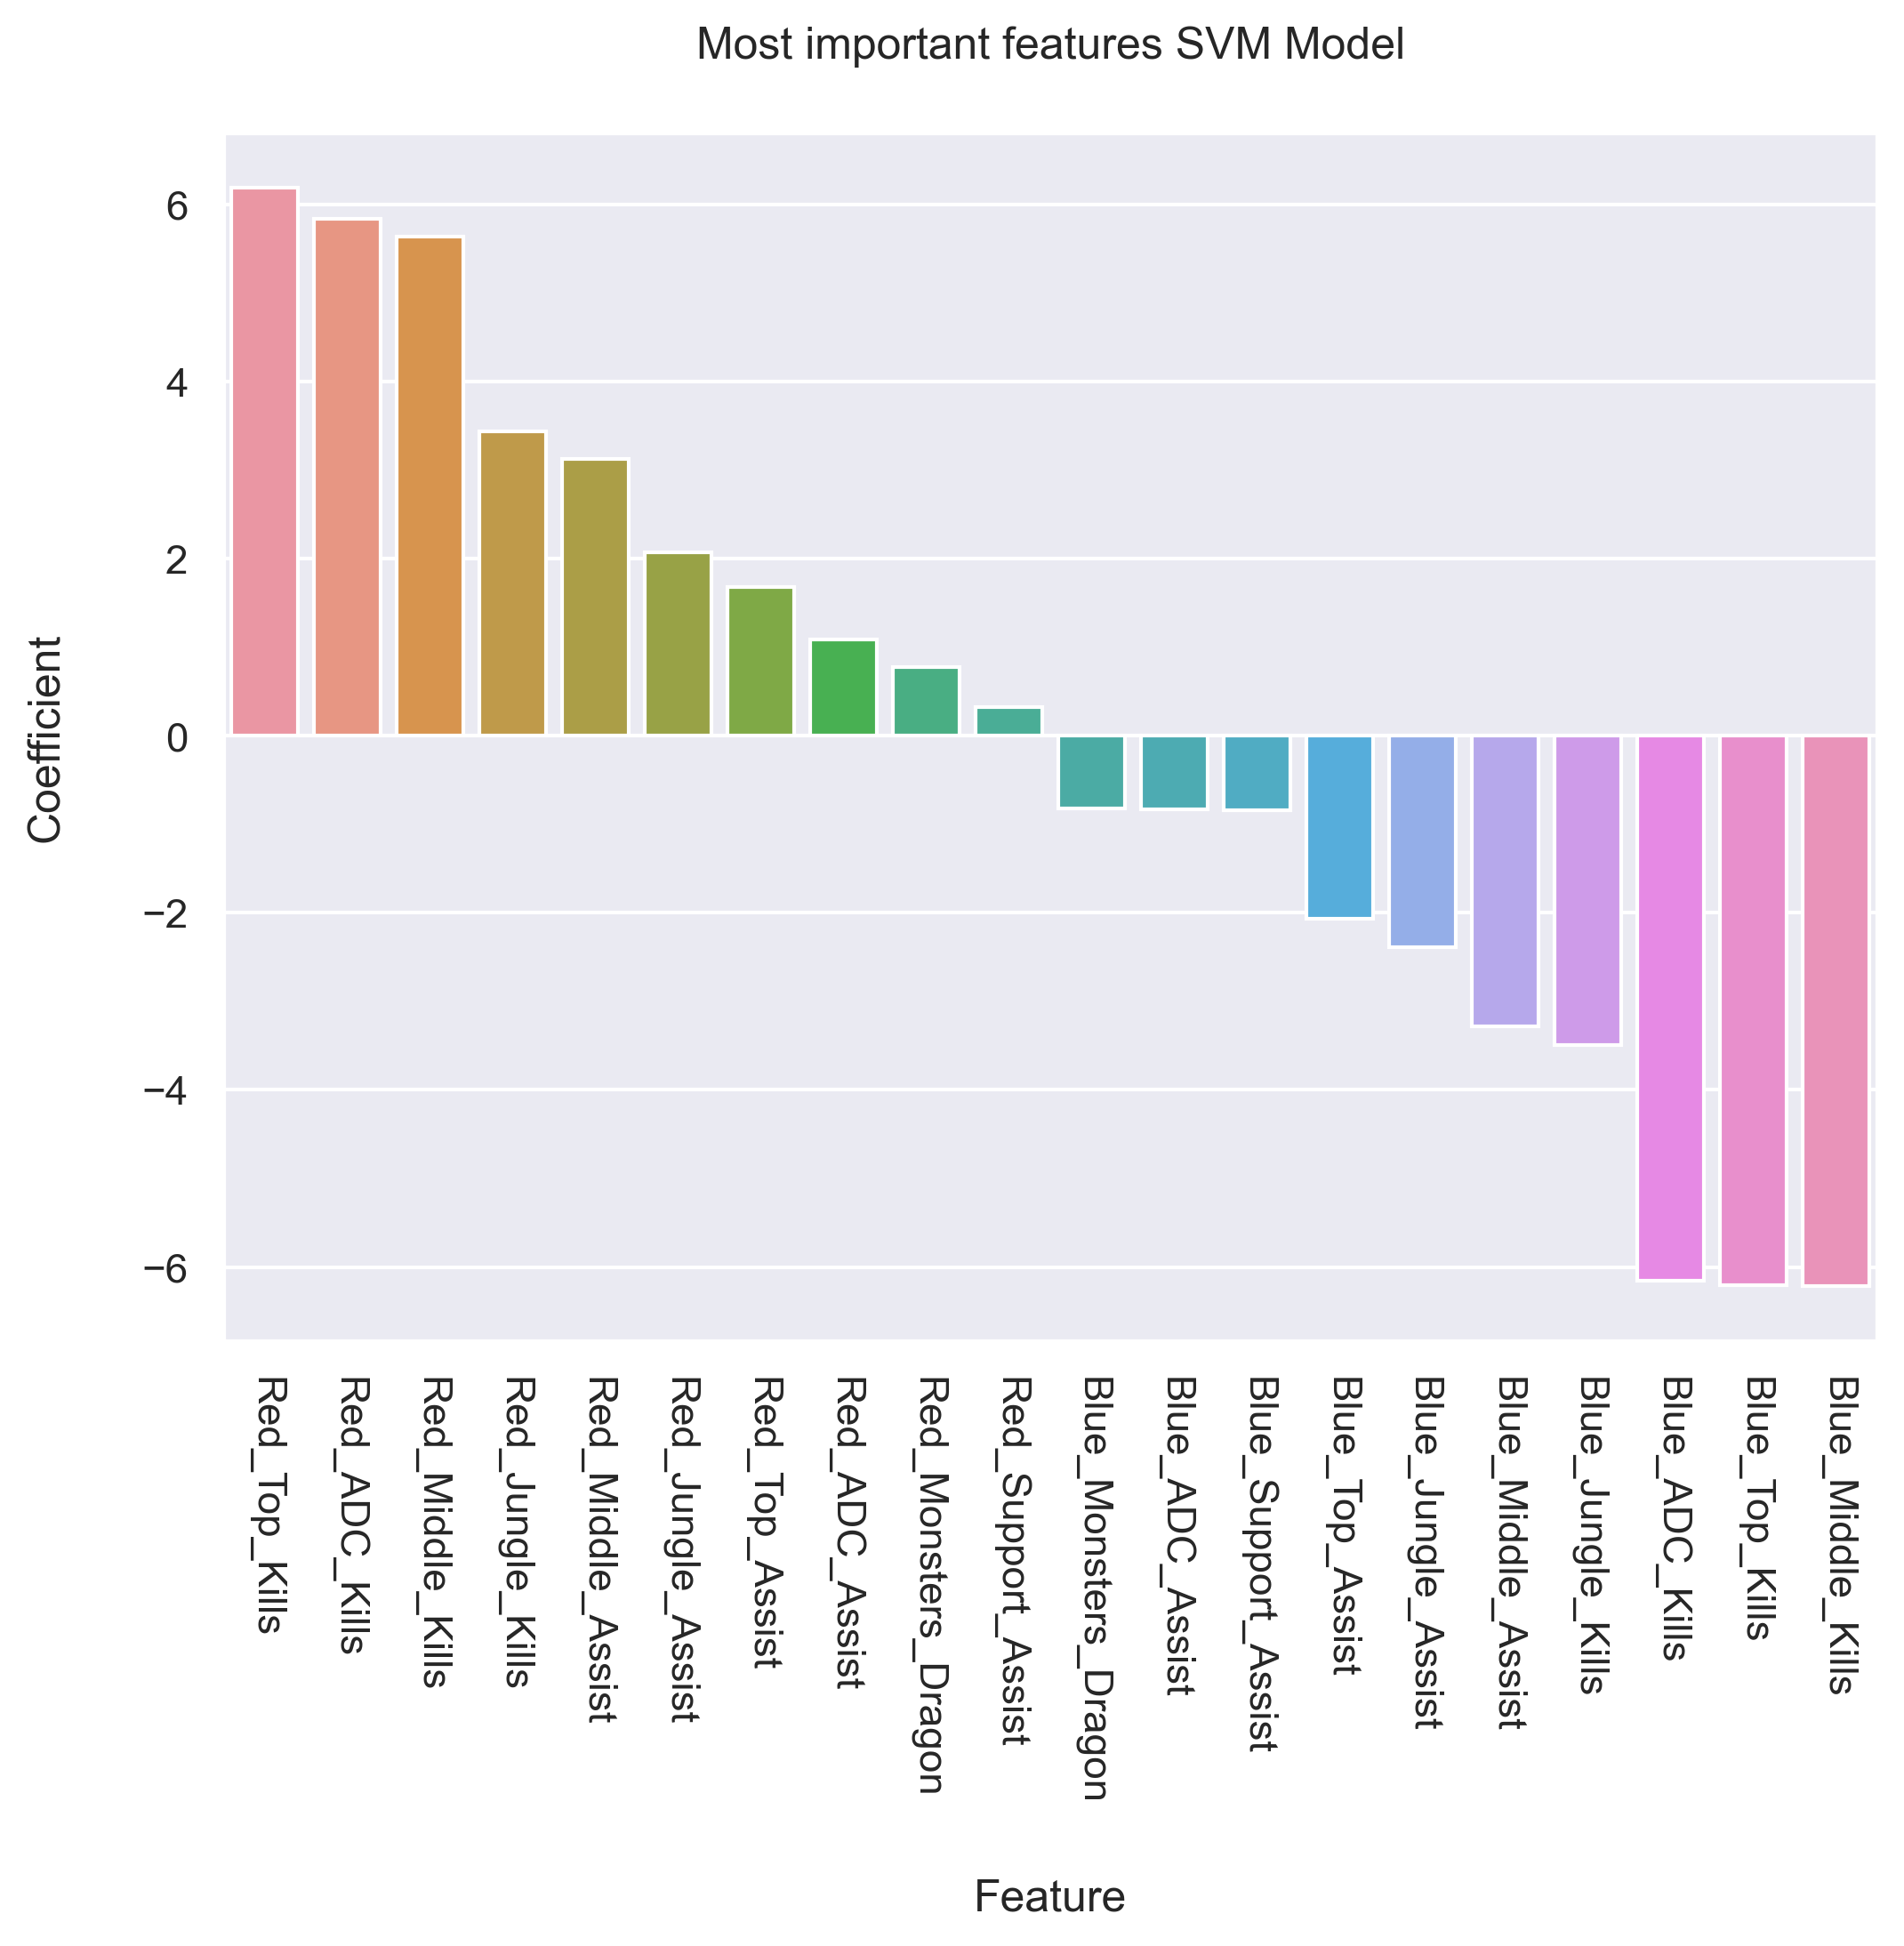 Most important features SVM Model
Coefficient
6
4
2
0
−2
−4
−6
Red_Top_Kills
Red_ADC_Kills
Red_Middle_Kills
Red_Jungle_Kills
Red_Middle_Assist
Red_Jungle_Assist
Red_Top_Assist
Red_ADC_Assist
Red_Monsters_Dragon
Red_Support_Assist
Blue_Monsters_Dragon
Blue_ADC_Assist
Blue_Support_Assist
Blue_Top_Assist
Blue_Jungle_Assist
Blue_Middle_Assist
Blue_Jungle_Kills
Blue_ADC_Kills
Blue_Top_Kills
Blue_Middle_Kills
Feature